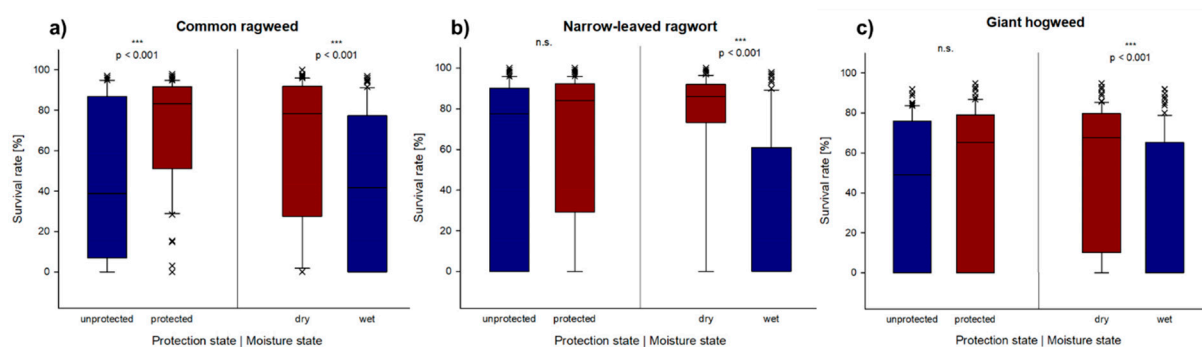 a)
Common ragweed
***
p < 0.001
***
p < 0.001
Survival rate [%]
100
80
60
40
20
0
unprotected
protected
dry
wet
Protection state | Moisture state
b)
Narrow-leaved ragwort
n.s.
***
p < 0.001
Survival rate [%]
100
80
60
40
20
0
unprotected
protected
dry
wet
Protection state | Moisture state
c)
Giant hogweed
n.s.
***
p < 0.001
Survival rate [%]
100
80
60
40
20
0
unprotected
protected
dry
wet
Protection state | Moisture state